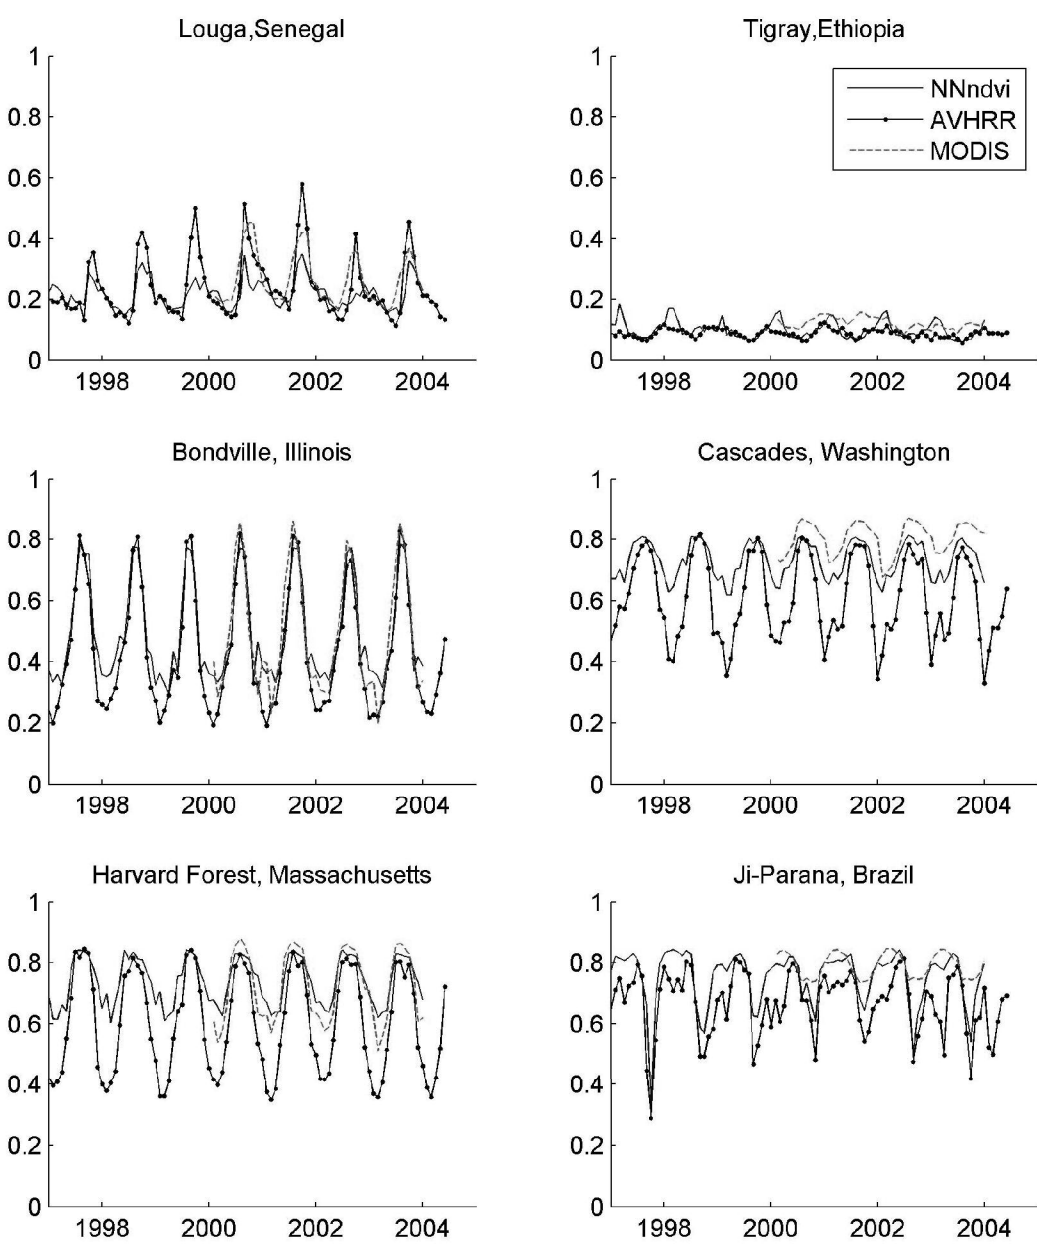 Louga,Senegal
1
0.8
0.6
0.4
0.2
0
1998 2000 2002 2004
Tigray,Ethiopia
1
0.8
0.6
0.4
0.2
0
1998 2000 2002 2004
NNndvi
AVHRR
MODIS
Bondville, Illinois
1
0.8
0.6
0.4
0.2
0
1998 2000 2002 2004
Cascades, Washington
1
0.8
0.6
0.4
0.2
0
1998 2000 2002 2004
Harvard Forest, Massachusetts
1
0.8
0.6
0.4
0.2
0
1998 2000 2002 2004
Ji-Parana, Brazil
1
0.8
0.6
0.4
0.2
0
1998 2000 2002 2004